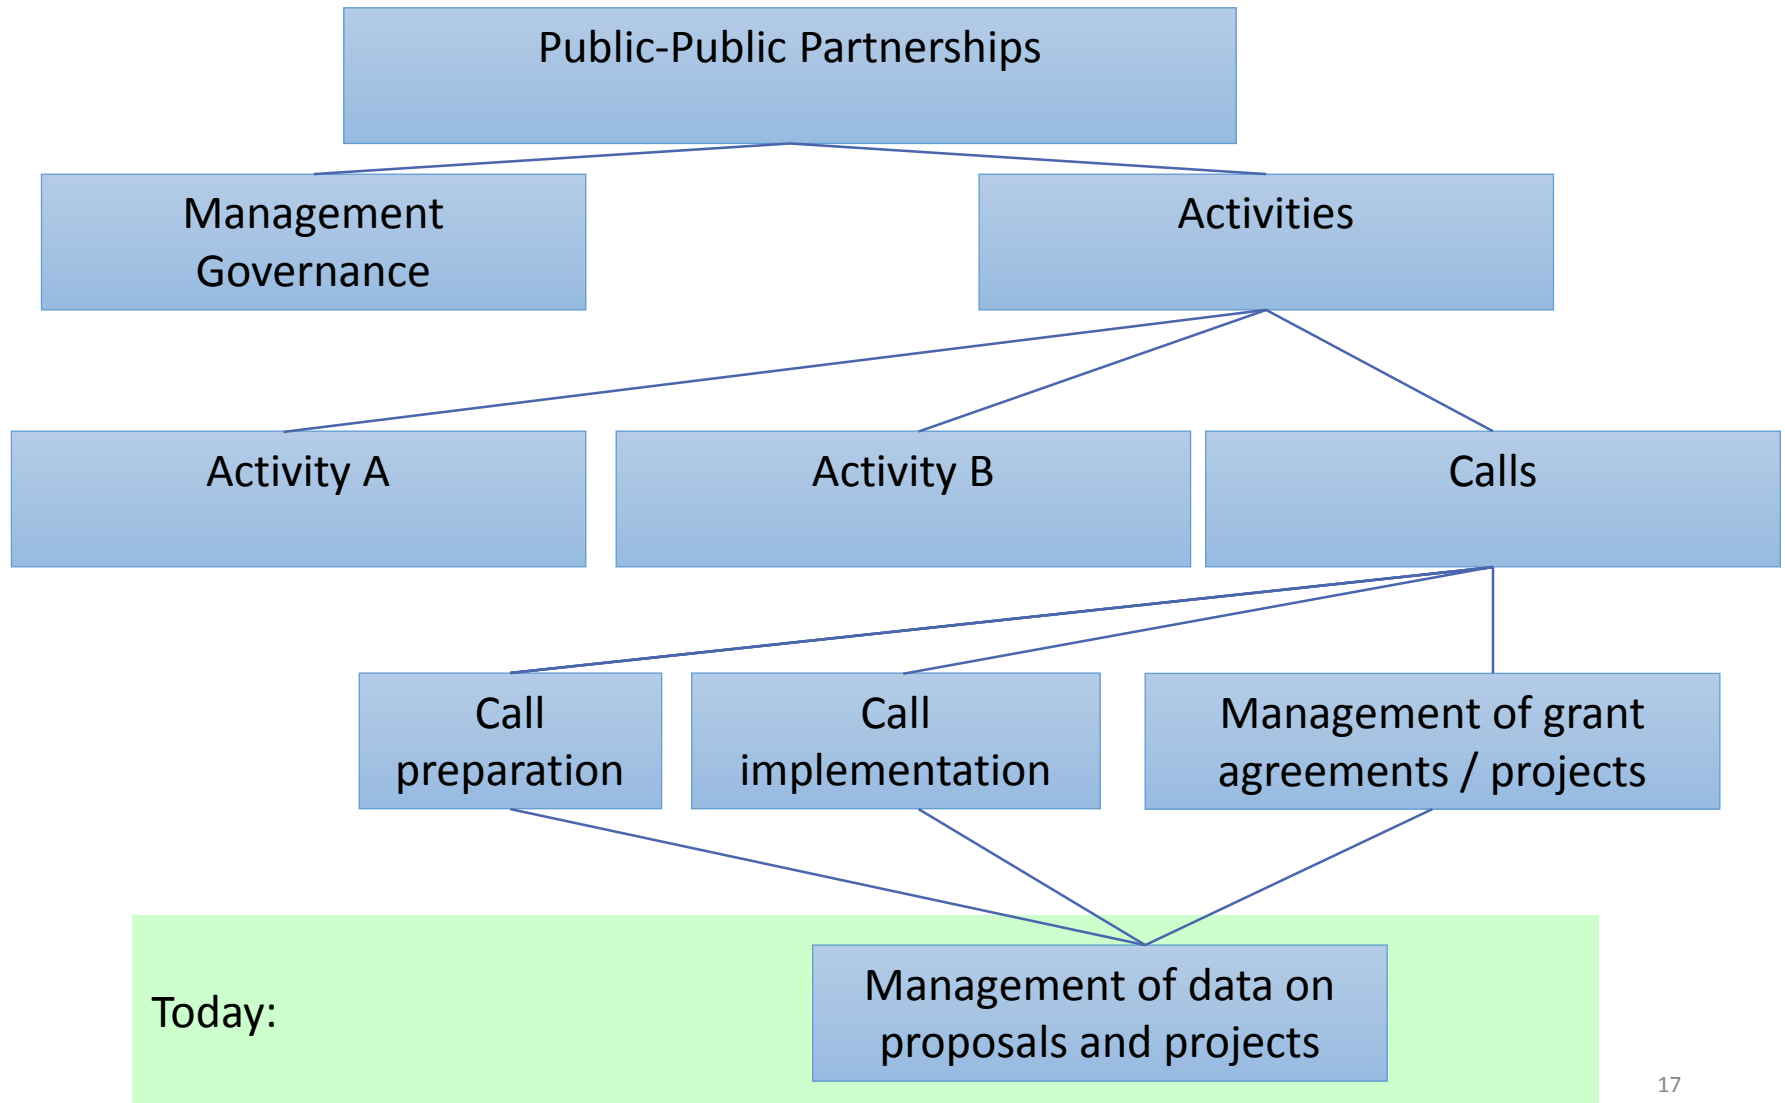 Public-Public Partnerships
Management
Governance
Activities
Activity A
Activity B
Calls
Call
preparation
Call
implementation
Management of grant
agreements / projects
Today:
Management of data on
proposals and projects
17